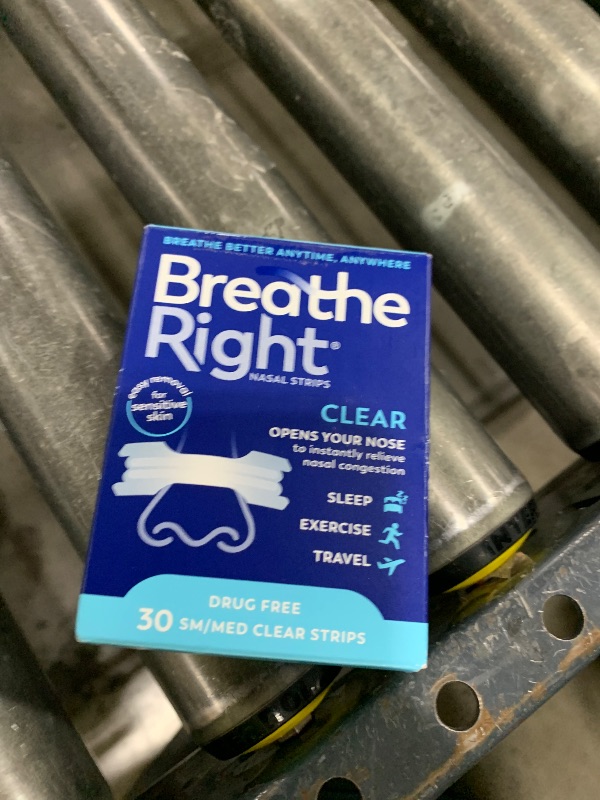 BREATHE BETTER ANYTIME, ANYWHERE
Breathe
Right®
NASAL STRIPS
easy removal
for
sensitive
skin
CLEAR
OPENS YOUR NOSE
to instantly relieve
nasal congestion
SLEEP
EXERCISE
TRAVEL
DRUG FREE
30 SM/MED CLEAR STRIPS